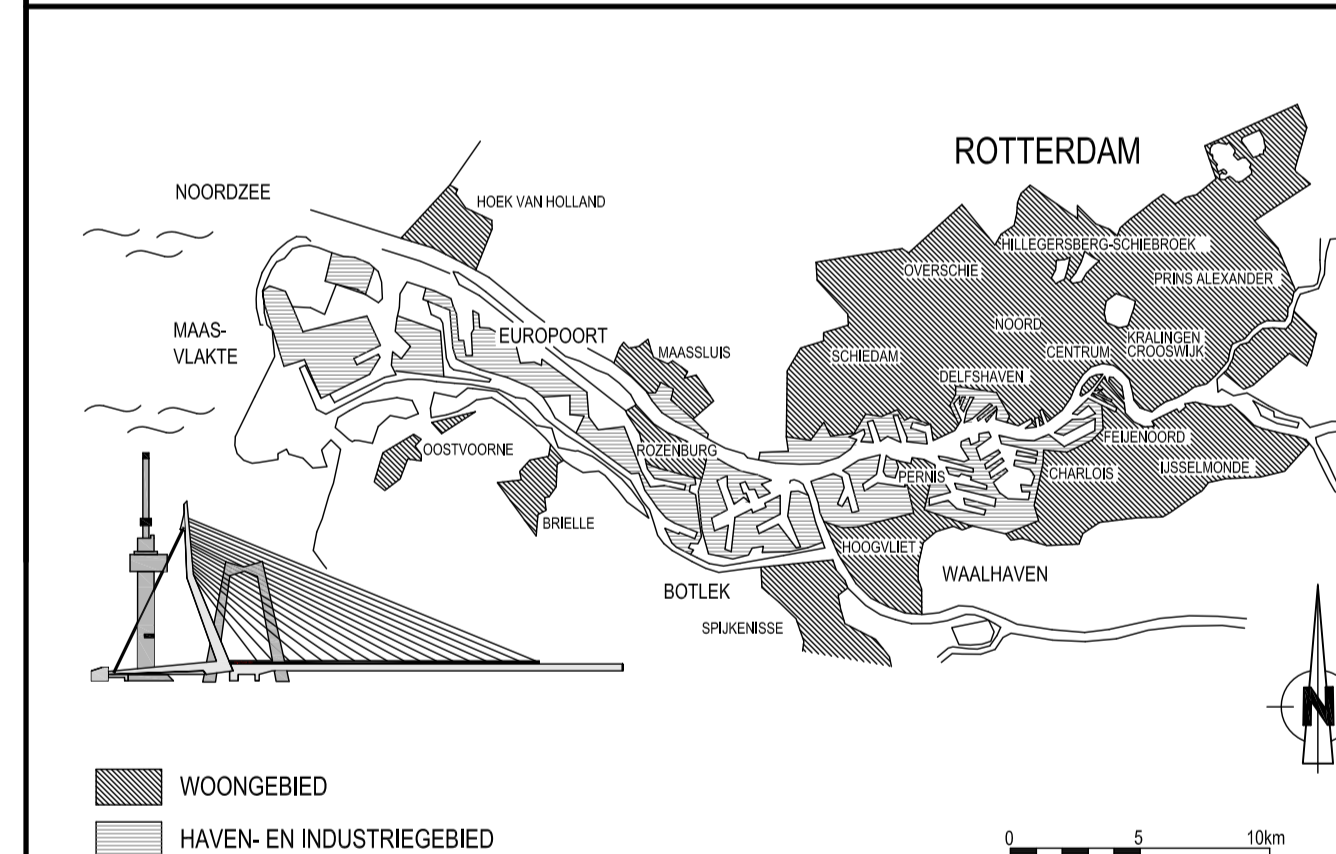 ROTTERDAM
NOORDZEE
HOEK VAN HOLLAND
HILLEGERSBERG-SCHIEBROEK
OVERSCHIE
PRINS ALEXANDER
MAAS-
VLAKTE
EUROPOORT
NOORD
KRALINGEN
CROOSWIJK
MAASSLUIS
SCHIEDAM
CENTRUM
DELFSHAVEN
OOSTVOORNE
ROZENBURG
FEIJENOORD
PERNIS
CHARLOIS
IJSSELMONDE
BRIELLE
HOOGVLIET
WAALHAVEN
BOTLEK
SPIJKENISSE
N
WOONGEBIED
HAVEN- EN INDUSTRIEGEBIED
0 5 10km